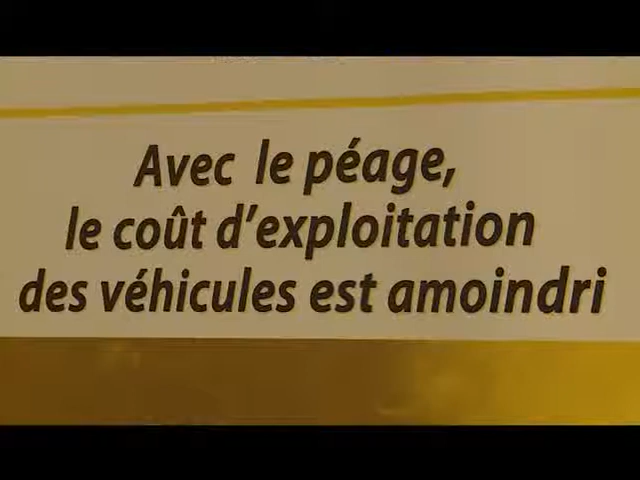 Avec le péage,
le coût d'exploitation
des véhicules est amoindri